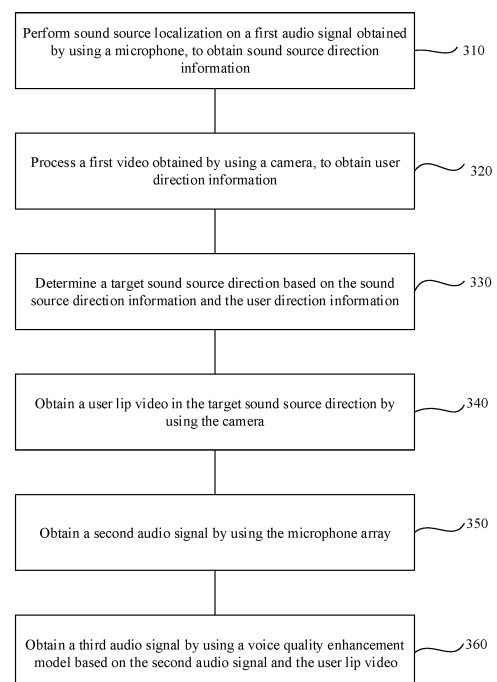 Perform sound source localization on a first audio signal obtained
by using a microphone, to obtain sound source direction
information
310
Process a first video obtained by using a camera, to obtain user
direction information
320
Determine a target sound source direction based on the sound
source direction information and the user direction information
330
Obtain a user lip video in the target sound source direction by
using the camera
340
Obtain a second audio signal by using the microphone array
350
Obtain a third audio signal by using a voice quality enhancement
model based on the second audio signal and the user lip video
360